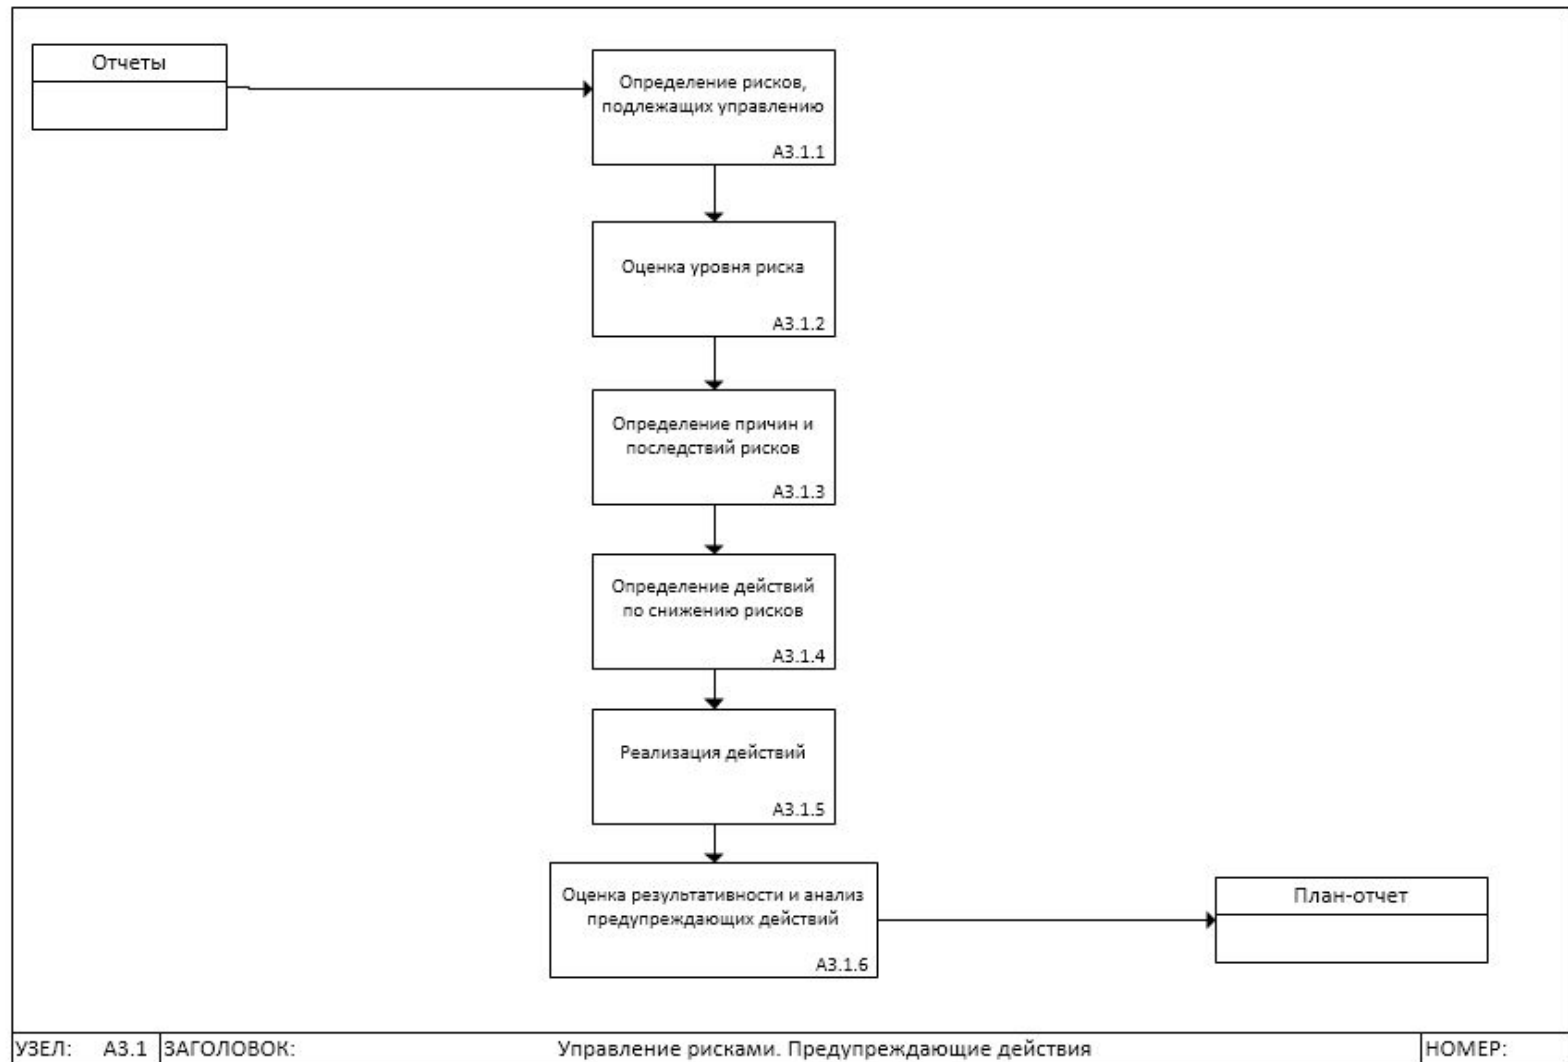 Отчеты
Определение рисков,
подлежащих управлению
А3.1.1
Оценка уровня риска
А3.1.2
Определение причин и
последствий рисков
А3.1.3
Определение действий
по снижению рисков
А3.1.4
Реализация действий
А3.1.5
Оценка результативности и анализ
предупреждающих действий
А3.1.6
План-отчет
УЗЕЛ: А3.1 ЗАГОЛОВОК: Управление рисками. Предупреждающие действия НОМЕР: